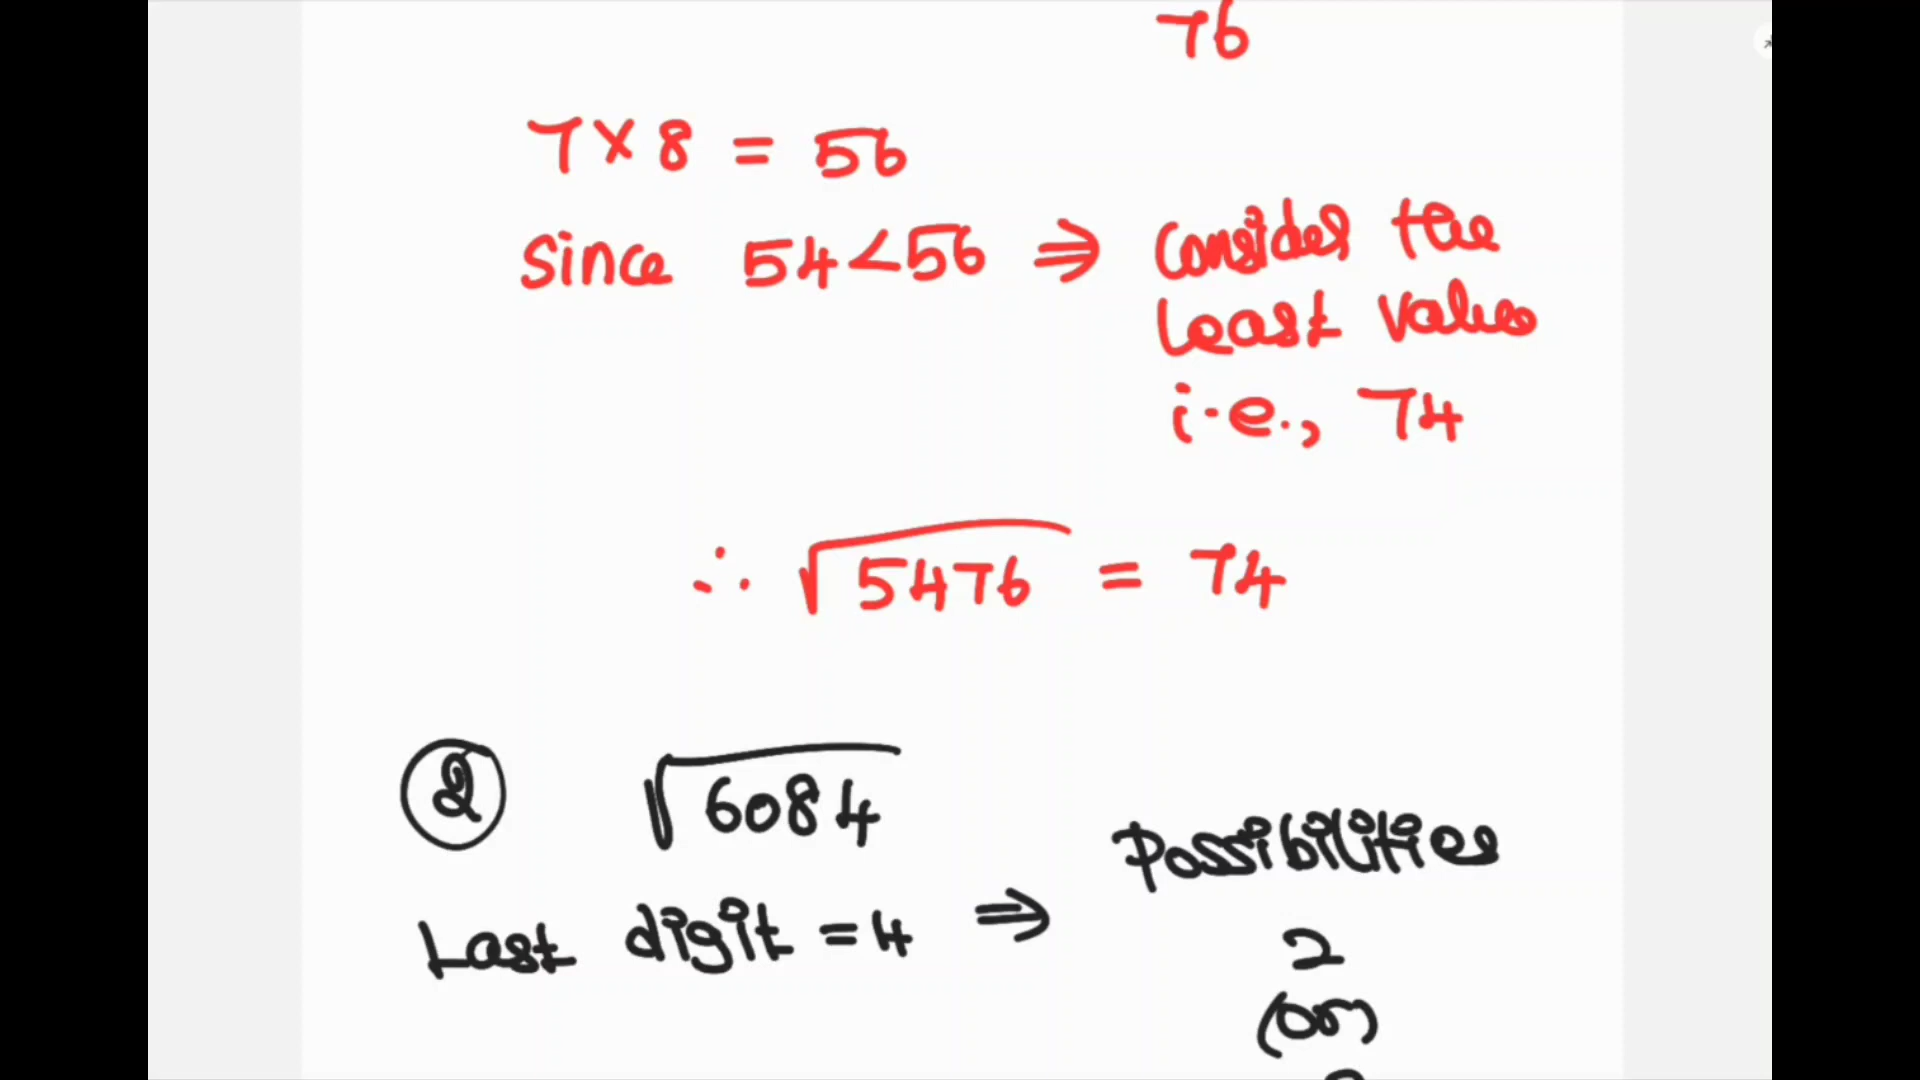 76
7×8 = 56
since 54<56 ⇒ consider the
least value
i.e., 74
∴ √5476 = 74
② √6084
Last digit =4 ⇒ possibilities
2
(or)